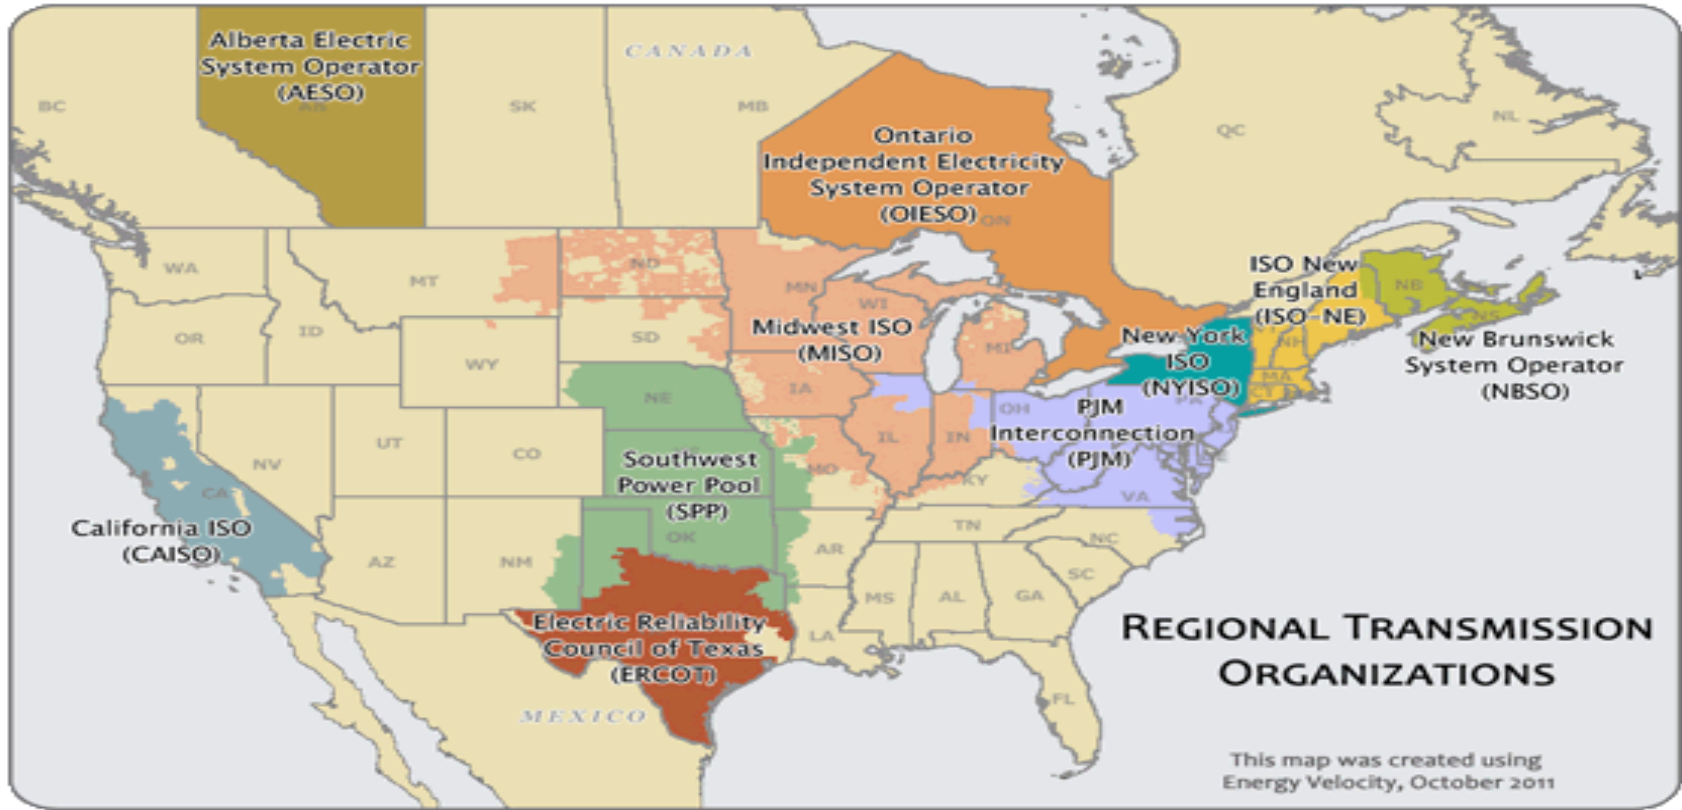 Alberta Electric
System Operator
(AESO)
CANADA
BC
SK
MB
Ontario
Independent Electricity
System Operator
(OIESO)
ON
QC
NL
WA
MT
ND
MN
WI
ISO New
England
(ISO-NE)
NB
NS
OR
ID
SD
Midwest ISO
(MISO)
MI
New York
ISO
(NYISO)
NH
New Brunswick
System Operator
(NBSO)
WY
IA
MA
CT
NE
OH
PA
PJM
Interconnection
(PJM)
NV
UT
CO
IL
IN
Southwest
Power Pool
(SPP)
MO
KY
VA
CA
California ISO
(CAISO)
AZ
NM
OK
AR
TN
NC
SC
MS
AL
GA
Electric Reliability
Council of Texas
(ERCOT)
LA
FL
MEXICO
REGIONAL TRANSMISSION
ORGANIZATIONS
This map was created using
Energy Velocity, October 2011